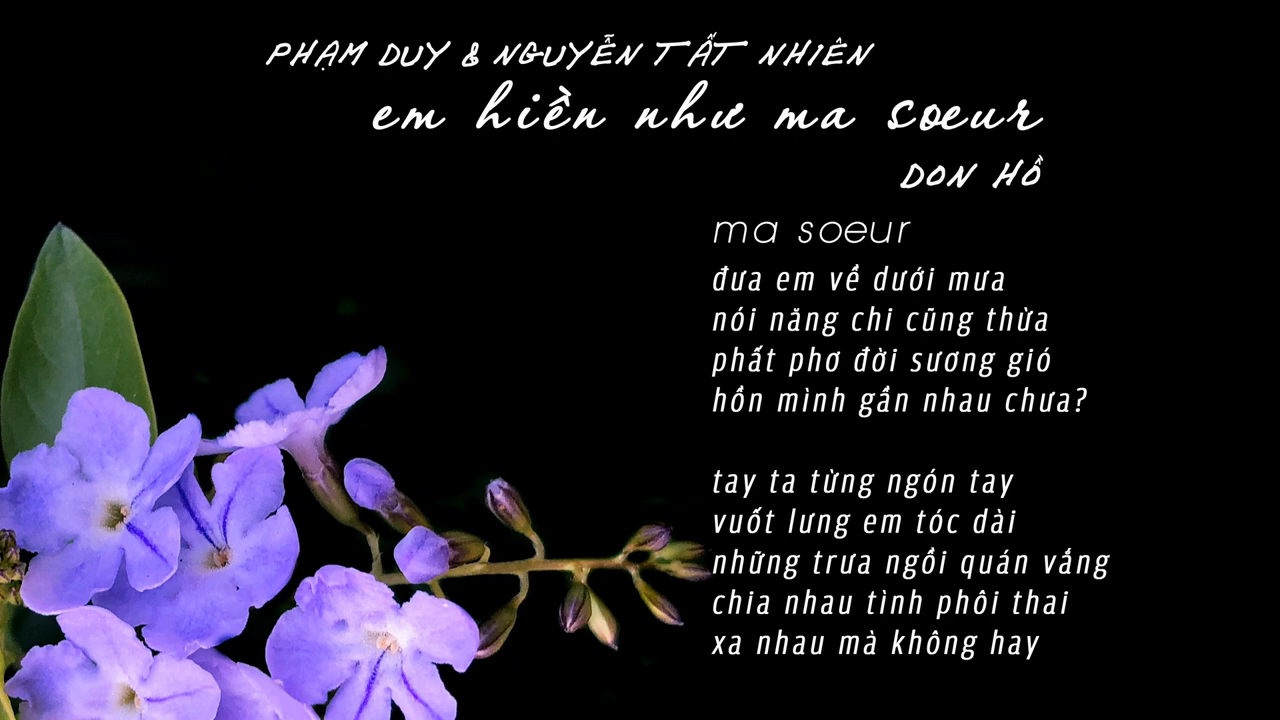 PHẠM DUY & NGUYỄN TẤT NHIÊN
em hiền như ma soeur
DON HỒ
ma soeur
đưa em về dưới mưa
nói năng chi cũng thừa
phất phơ đời sương gió
hồn mình gần nhau chưa?
tay ta từng ngón tay
vuốt lưng em tóc dài
những trưa ngồi quán vắng
chia nhau tình phôi thai
xa nhau mà không hay